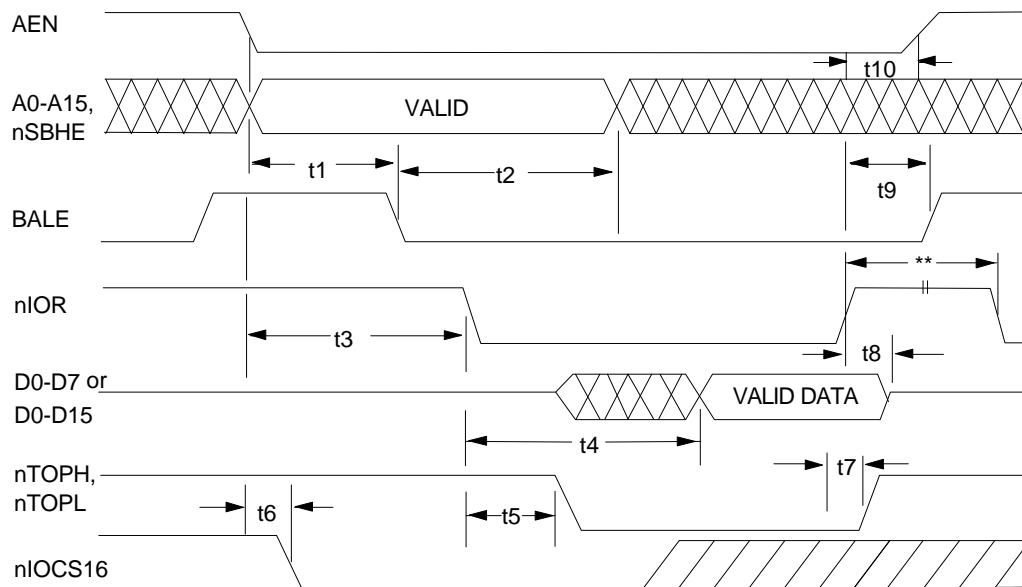 AEN
t10
A0-A15,
nSBHE
VALID
t1
t2
t9
BALE
**
nIOR
t3
t8
D0-D7 or
D0-D15
VALID DATA
t4
nTOPH,
nTOPL
t7
t6
t5
nIOCS16